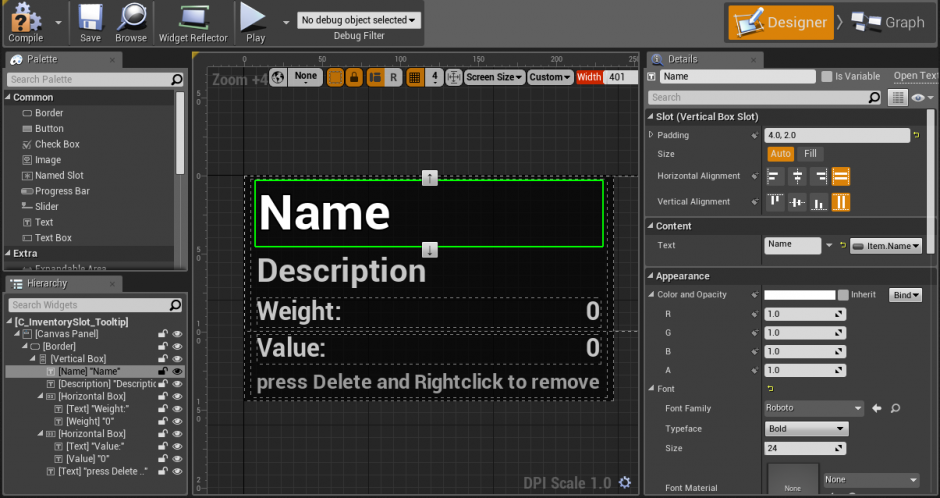 Compile Save Browse Widget Reflector Play
No debug object selected
Debug Filter
Designer Graph
Palette
Search Palette
Common
Border
Button
Check Box
Image
Named Slot
Progress Bar
Slider
Text
Text Box
Extra
Expandable Area
Hierarchy
Search Widgets
[C_InventorySlot_Tooltip]
[Canvas Panel]
[Border]
[Vertical Box]
[Name] "Name"
[Description] "Descriptic
[Horizontal Box]
[Text] "Weight:"
[Weight] "0"
[Horizontal Box]
[Text] "Value:"
[Value] "0"
[Text] "press Delete .."
0 50 100 150 200 250
Zoom +4 None R 4 Screen Size Custom Width 401
Name
Description
Weight: 0
Value: 0
press Delete and Rightclick to remove
DPI Scale 1.0
Details
Name Is Variable Open Text
Search
Slot (Vertical Box Slot)
Padding 4.0, 2.0
Size Auto Fill
Horizontal Alignment
Vertical Alignment
Content
Text Name Item.Name
Appearance
Color and Opacity Inherit Bind
R 1.0
G 1.0
B 1.0
A 1.0
Font
Font Family Roboto
Typeface Bold
Size 24
Font Material None None